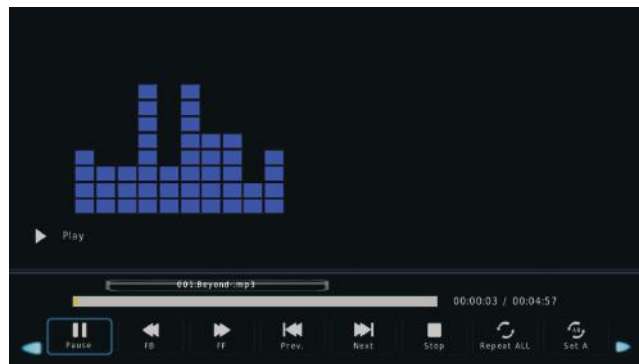 Play
001.Beyond-.mp3
00:00:03 / 00:04:57
Pause FB FF Prev. Next Stop Repeat ALL Set A